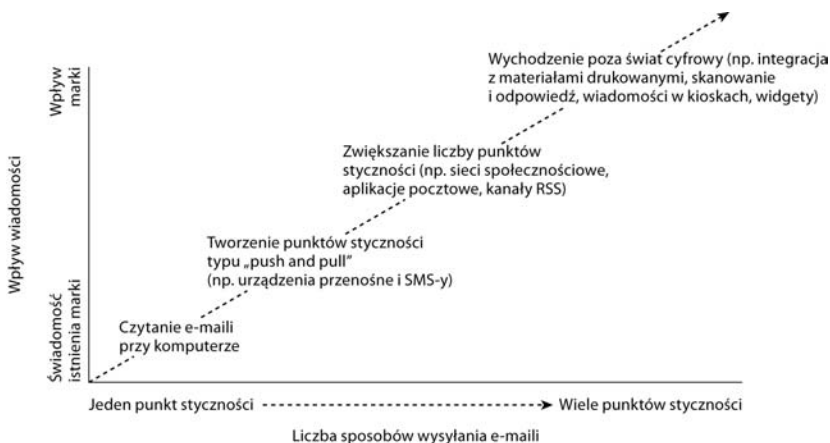 Wpływ wiadomości
Wpływ
marki
Świadomość
istnienia marki
Wychodzenie poza świat cyfrowy (np. integracja
z materiałami drukowanymi, skanowanie
i odpowiedź, wiadomości w kioskach, widgety)
Zwiększanie liczby punktów
styczności (np. sieci społecznościowe,
aplikacje pocztowe, kanały RSS)
Tworzenie punktów styczności
typu „push and pull”
(np. urządzenia przenośne i SMS-y)
Czytanie e-maili
przy komputerze
Jeden punkt styczności
Wiele punktów styczności
Liczba sposobów wysyłania e-maili